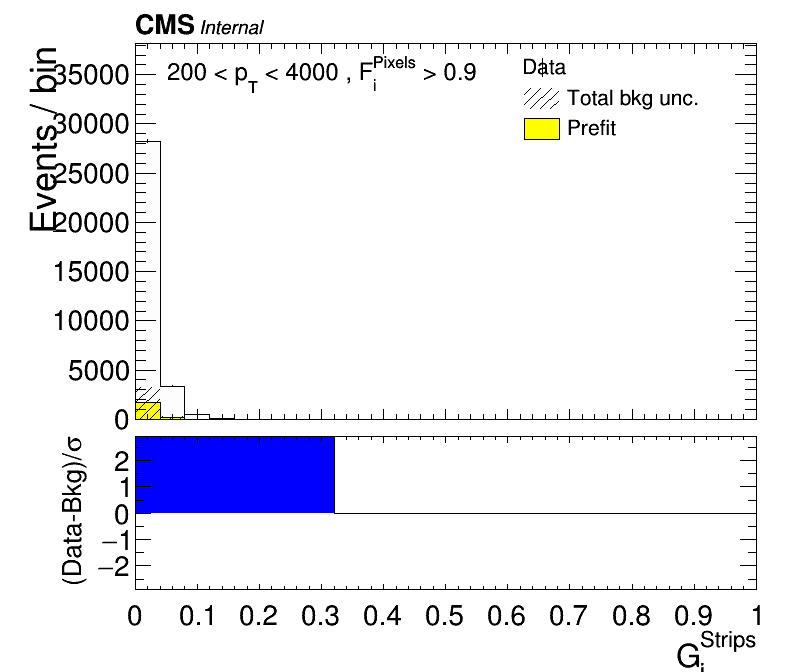 CMS Internal
200 < p_T < 4000 , F_i^Pixels > 0.9
Data
Total bkg unc.
Prefit
Events / bin
35000
30000
25000
20000
15000
10000
5000
0
(Data-Bkg)/σ
2
1
0
−1
−2
0 0.1 0.2 0.3 0.4 0.5 0.6 0.7 0.8 0.9 1
G_i^Strips